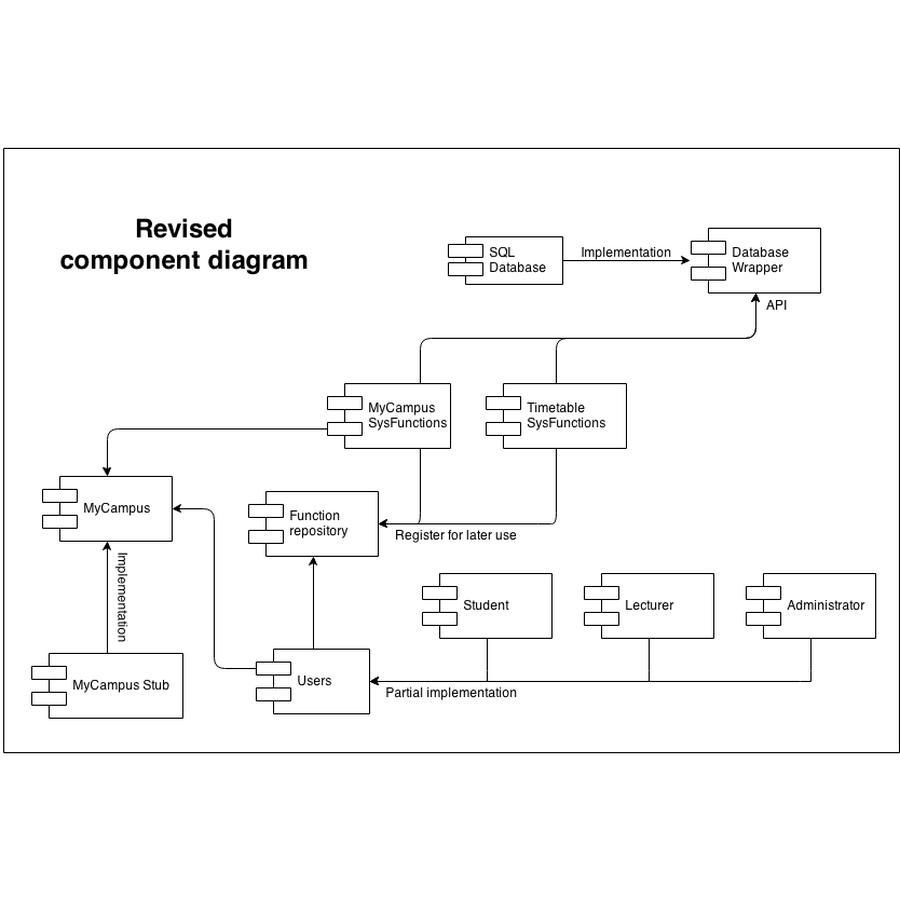 Revised
component diagram
SQL
Database
Implementation
Database
Wrapper
API
MyCampus
SysFunctions
Timetable
SysFunctions
MyCampus
Function
repository
Register for later use
Implementation
Student
Lecturer
Administrator
MyCampus Stub
Users
Partial implementation